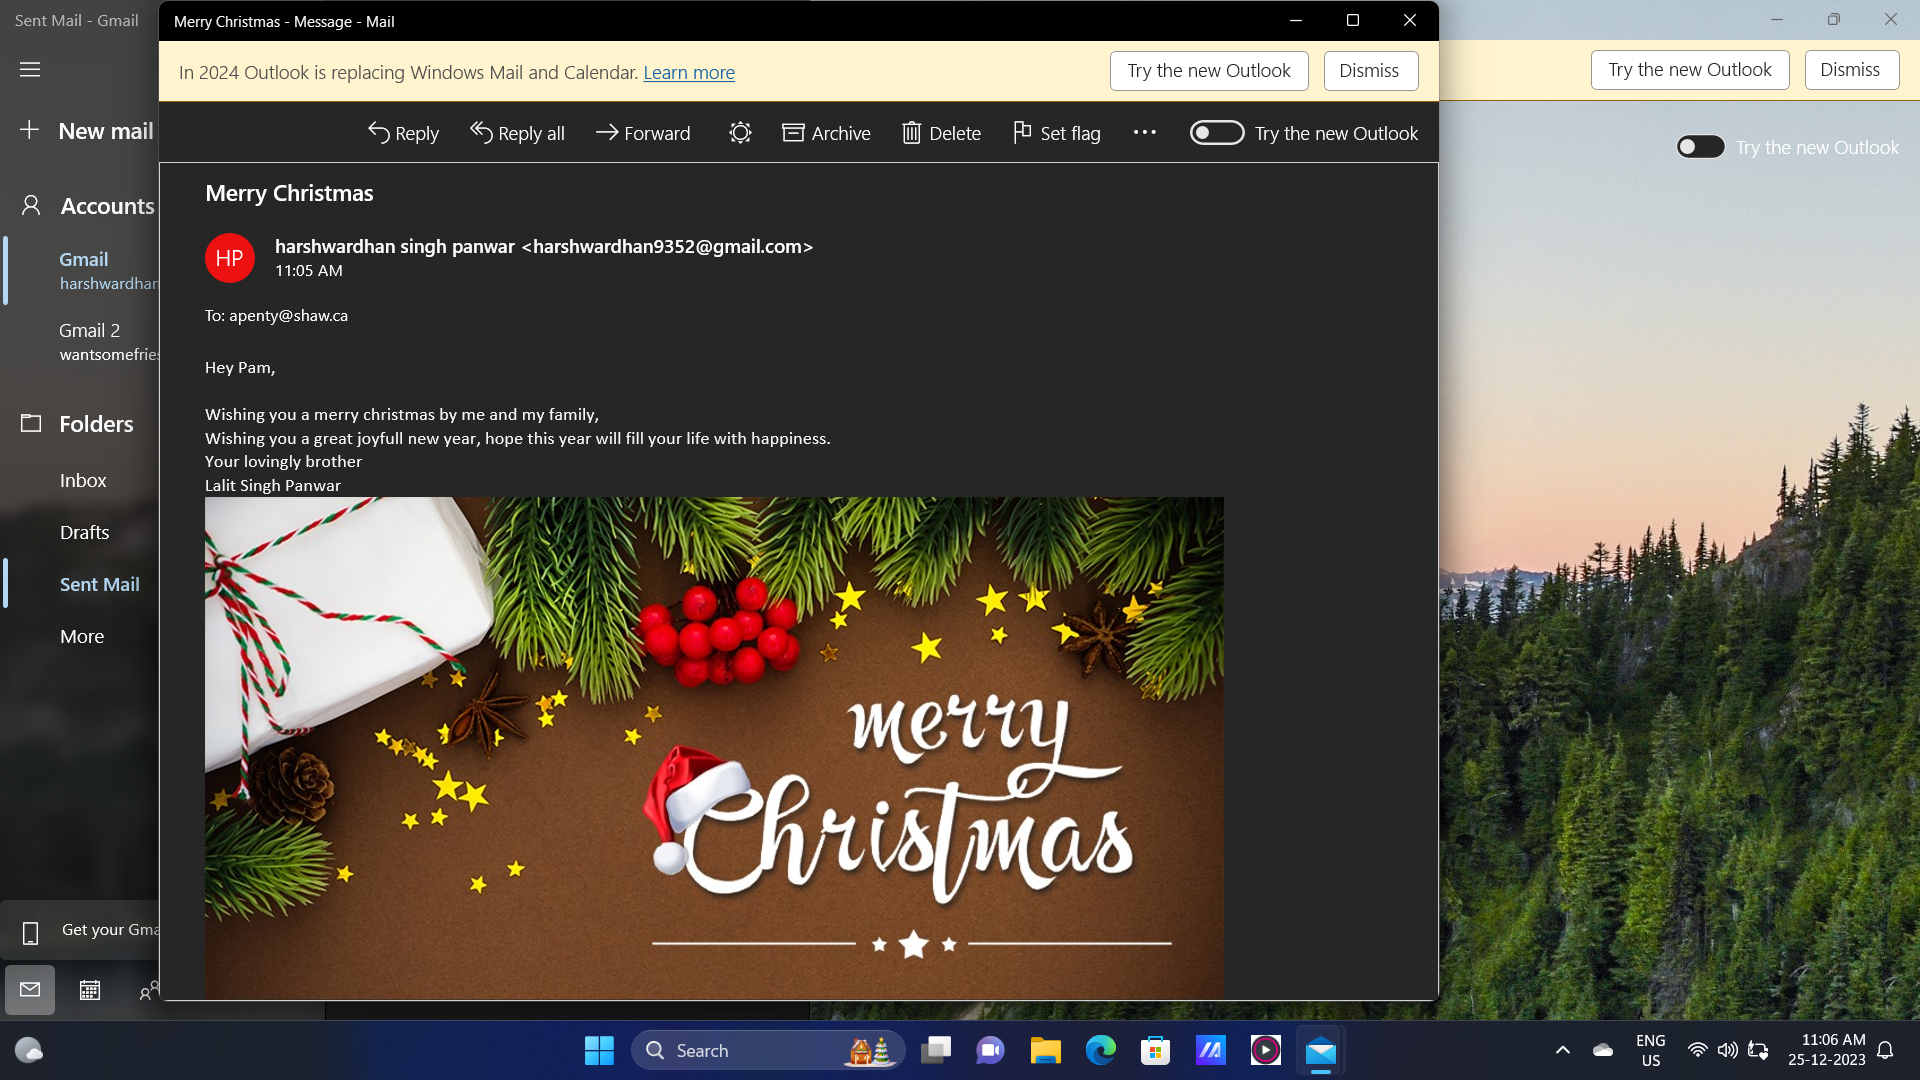 Sent Mail - Gmail
Merry Christmas - Message - Mail
In 2024 Outlook is replacing Windows Mail and Calendar. Learn more
Try the new Outlook
Dismiss
Try the new Outlook
Dismiss
New mail
Reply
Reply all
Forward
Archive
Delete
Set flag
Try the new Outlook
Try the new Outlook
Accounts
Gmail
harshwardhan
Gmail 2
wantsomefries
Folders
Inbox
Drafts
Sent Mail
More
Get your Gma
Merry Christmas
HP
harshwardhan singh panwar <harshwardhan9352@gmail.com>
11:05 AM
To: apenty@shaw.ca
Hey Pam,
Wishing you a merry christmas by me and my family,
Wishing you a great joyfull new year, hope this year will fill your life with happiness.
Your lovingly brother
Lalit Singh Panwar
merry
Christmas
Search
ENG
US
11:06 AM
25-12-2023